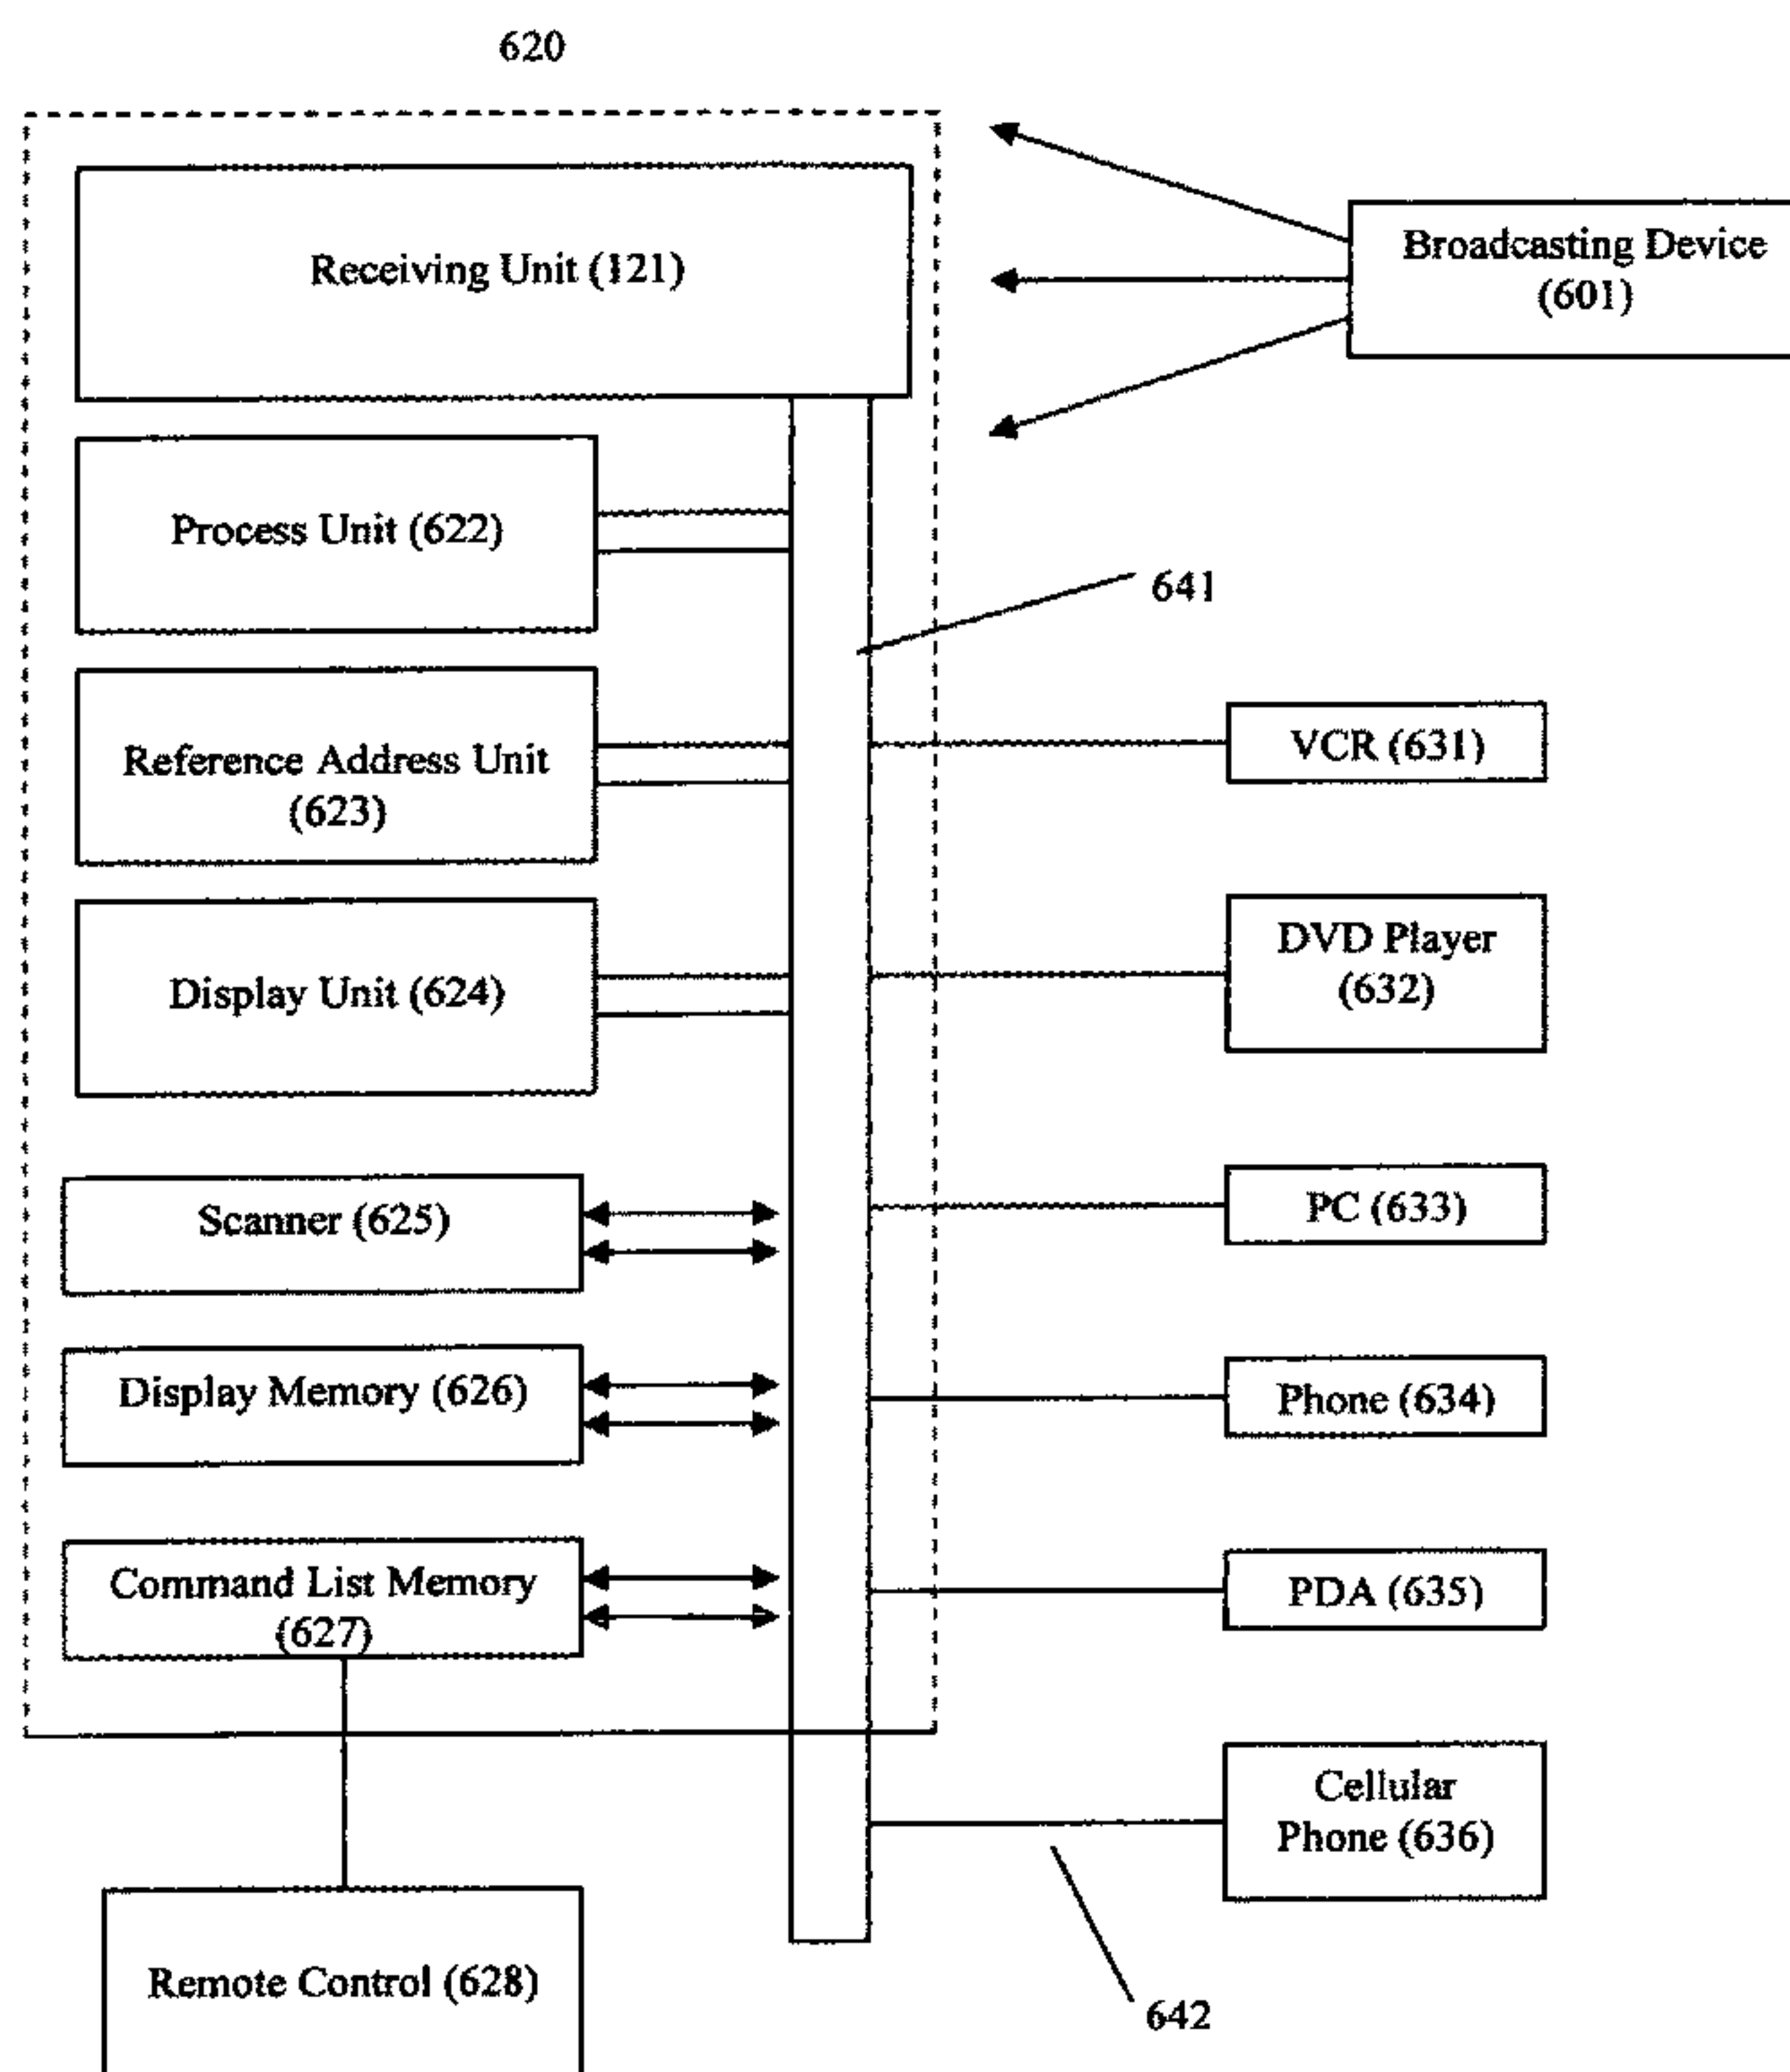 620
Receiving Unit (121)
Broadcasting Device
(601)
Process Unit (622)
641
Reference Address Unit
(623)
VCR (631)
Display Unit (624)
DVD Player
(632)
Scanner (625)
PC (633)
Display Memory (626)
Phone (634)
Command List Memory
(627)
PDA (635)
Cellular
Phone (636)
Remote Control (628)
642